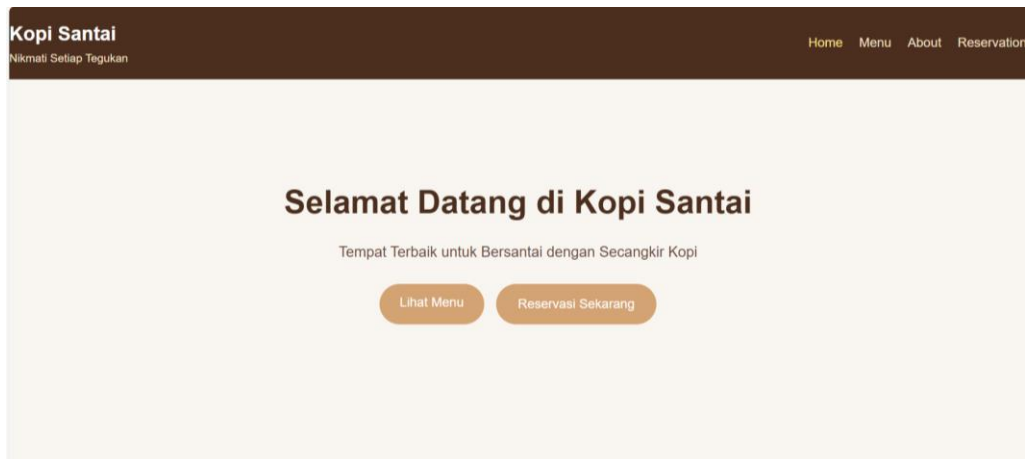 Kopi Santai
Nikmati Setiap Tegukan
Home Menu About Reservation
Selamat Datang di Kopi Santai
Tempat Terbaik untuk Bersantai dengan Secangkir Kopi
Lihat Menu Reservasi Sekarang